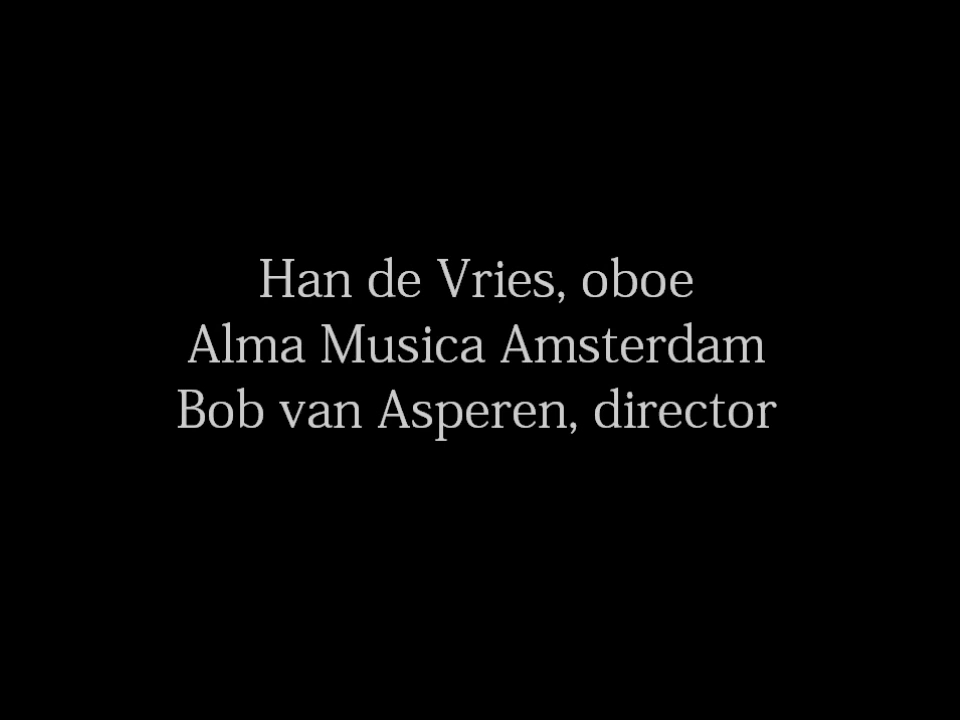 Han de Vries, oboe
Alma Musica Amsterdam
Bob van Asperen, director